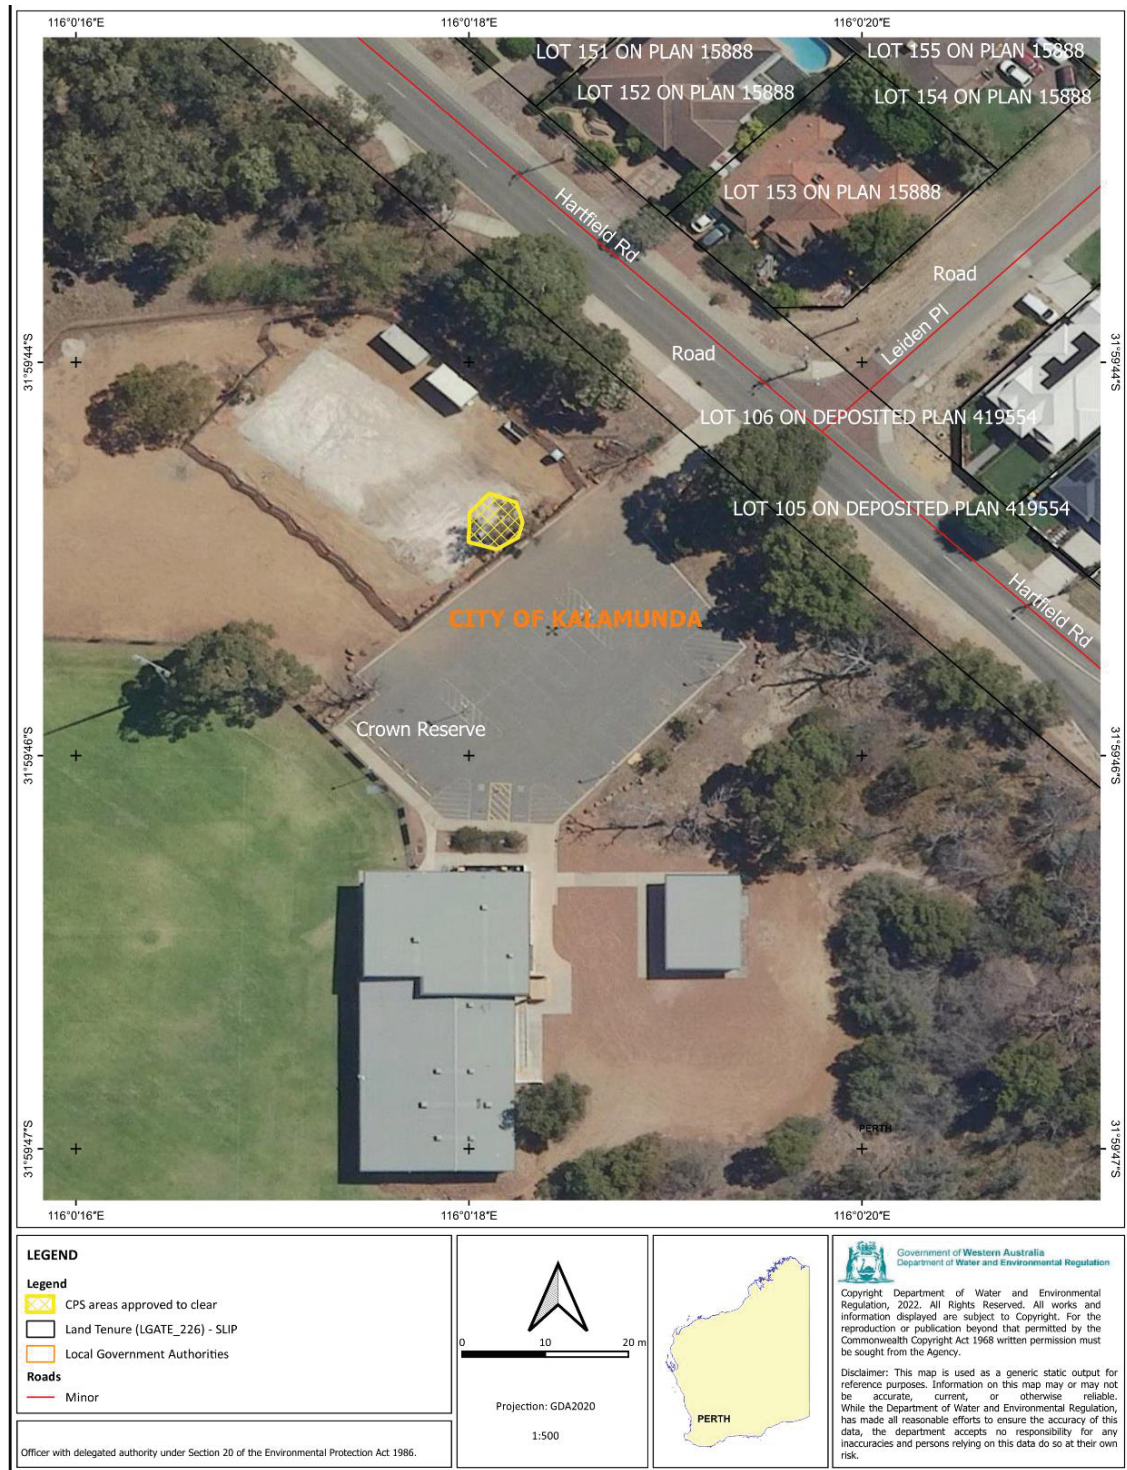 116°0'16"E
116°0'18"E
116°0'20"E
LOT 151 ON PLAN 15888
LOT 155 ON PLAN 15888
LOT 152 ON PLAN 15888
LOT 154 ON PLAN 15888
LOT 153 ON PLAN 15888
Hartfield Rd
Road
Leiden Pl
31°59'44"S
Road
31°59'44"S
LOT 106 ON DEPOSITED PLAN 419554
LOT 105 ON DEPOSITED PLAN 419554
Hartfield Rd
CITY OF KALAMUNDA
Crown Reserve
31°59'46"S
31°59'46"S
PERTH
31°59'47"S
31°59'47"S
116°0'16"E
116°0'18"E
116°0'20"E
LEGEND
Legend
CPS areas approved to clear
Land Tenure (LGATE_226) - SLIP
Local Government Authorities
Roads
Minor
Officer with delegated authority under Section 20 of the Environmental Protection Act 1986.
0 10 20 m
Projection: GDA2020
1:500
PERTH
Government of Western Australia
Department of Water and Environmental Regulation
Copyright Department of Water and Environmental
Regulation, 2022. All Rights Reserved. All works and
information displayed are subject to Copyright. For the
reproduction or publication beyond that permitted by the
Commonwealth Copyright Act 1968 written permission must
be sought from the Agency.
Disclaimer: This map is used as a generic static output for
reference purposes. Information on this map may or may not
be accurate, current, or otherwise reliable.
While the Department of Water and Environmental Regulation,
has made all reasonable efforts to ensure the accuracy of this
data, the department accepts no responsibility for any
inaccuracies and persons relying on this data do so at their own
risk.